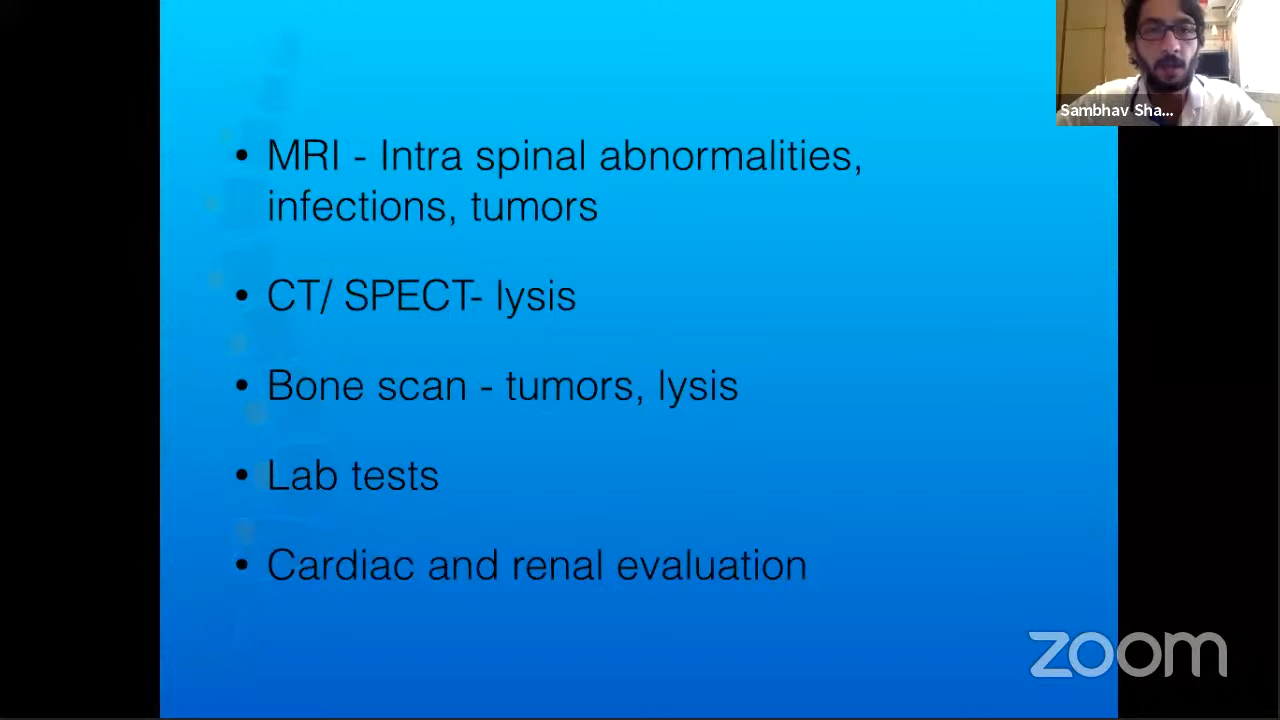 Sambhav Sha...
• MRI - Intra spinal abnormalities,
infections, tumors
• CT/ SPECT- lysis
• Bone scan - tumors, lysis
• Lab tests
• Cardiac and renal evaluation
zoom